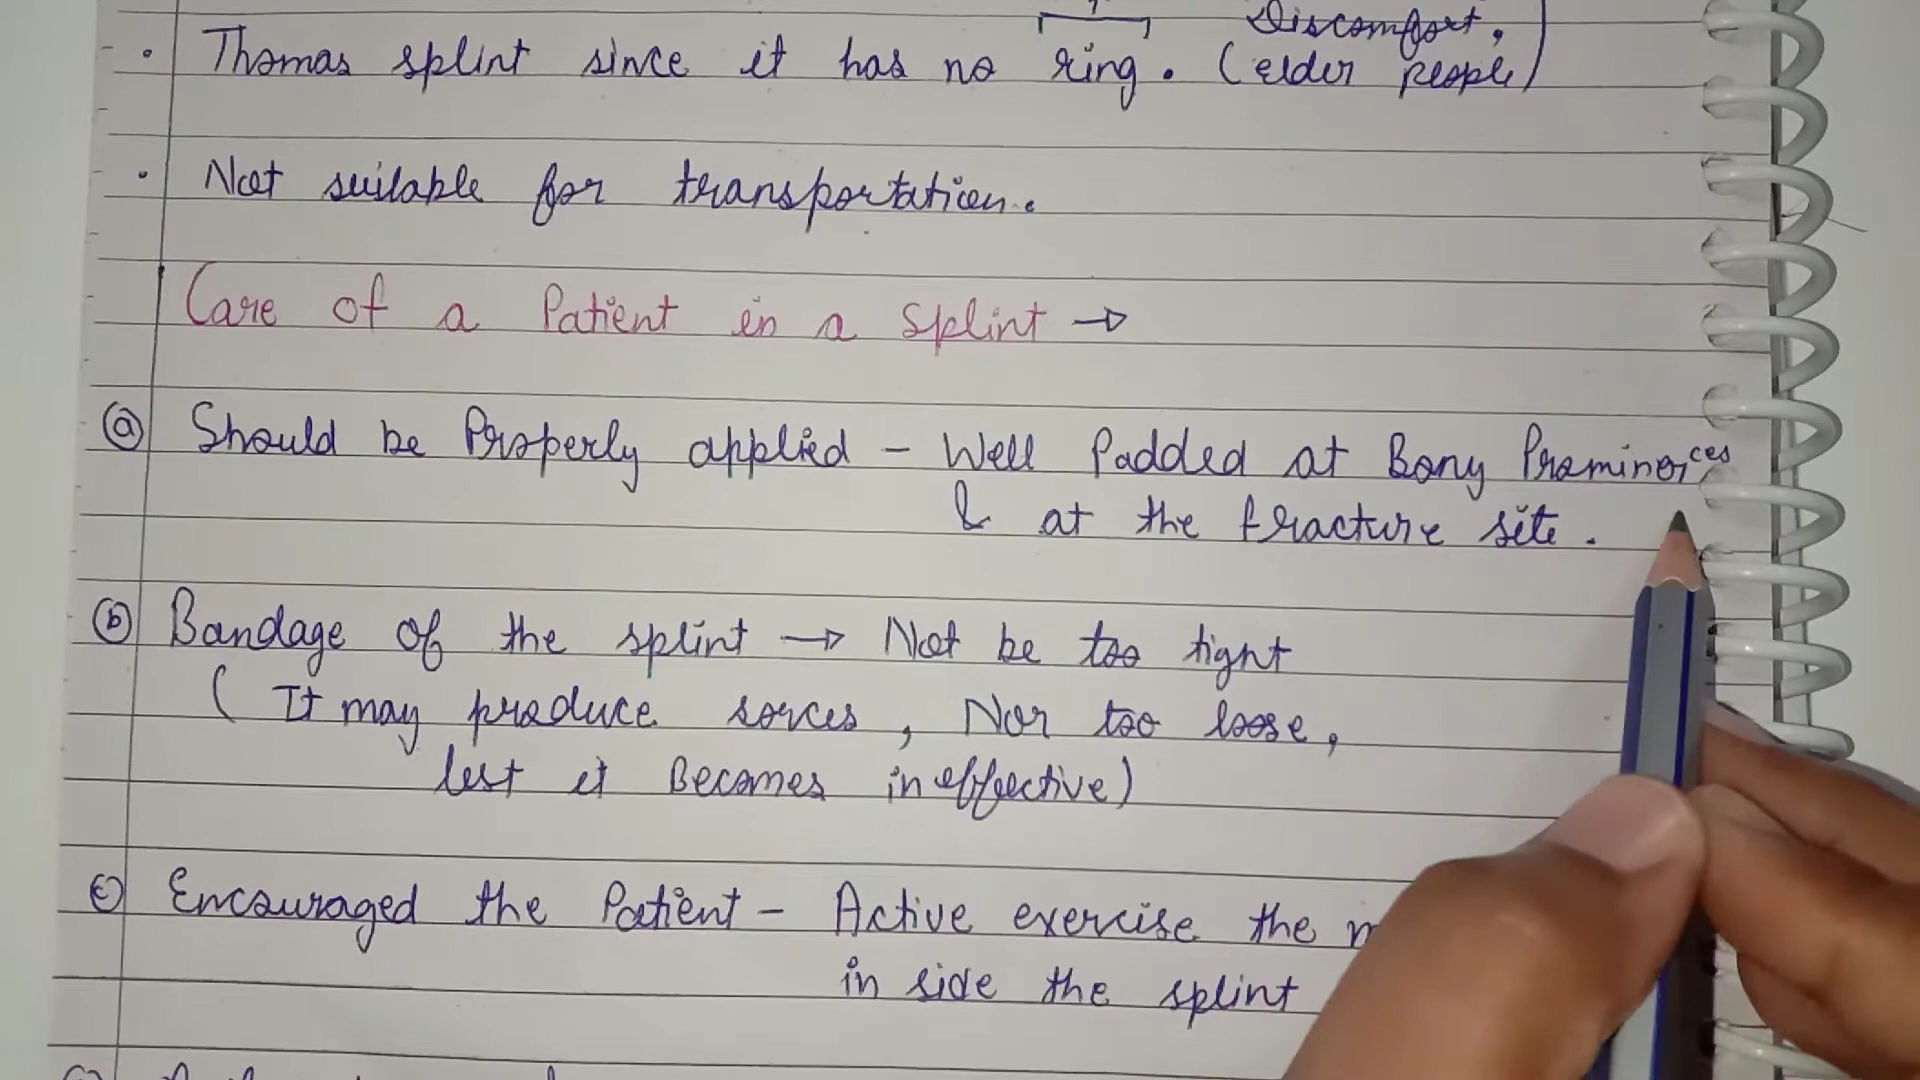 Discomfort,
• Thomas splint since it has no ring. (elder people)
• Not suitable for transportation.
Care of a Patient in a Splint →
(a) Should be Properly applied - Well Padded at Bony Prominences
& at the fracture site.
(b) Bandage of the splint → Not be too tight
( It may produce sorces, Nor too loose,
lest it Becomes in effective)
(c) Encouraged the Patient - Active exercise the
in side the splint